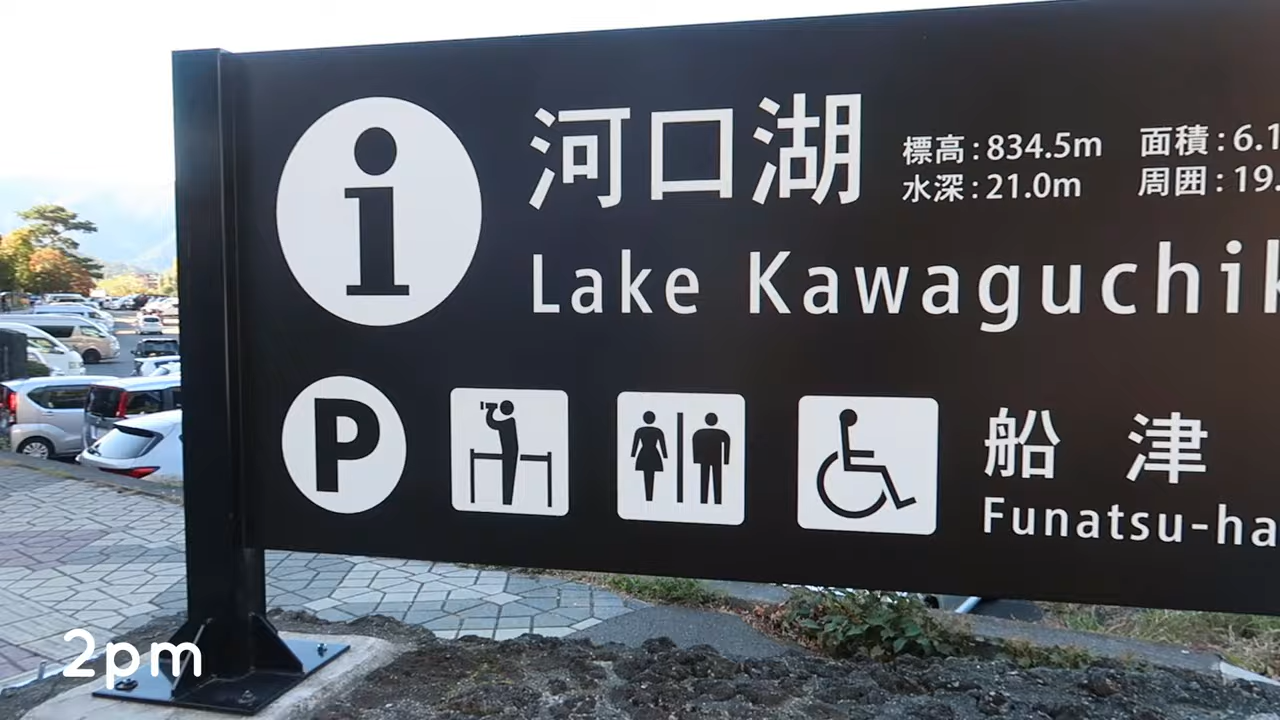 i
河口湖
標高:834.5m 面積:6.1
水深:21.0m 周囲:19.
Lake Kawaguchik
P
船 津
Funatsu-ha
2pm